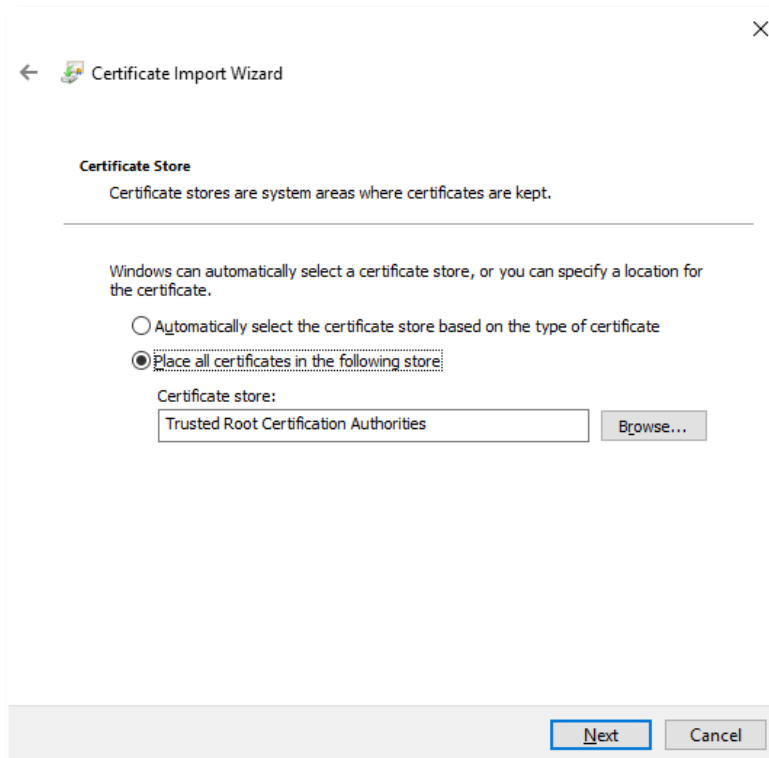 Certificate Import Wizard
Certificate Store
Certificate stores are system areas where certificates are kept.
Windows can automatically select a certificate store, or you can specify a location for
the certificate.
Automatically select the certificate store based on the type of certificate
Place all certificates in the following store
Certificate store:
Trusted Root Certification Authorities
Browse...
Next
Cancel